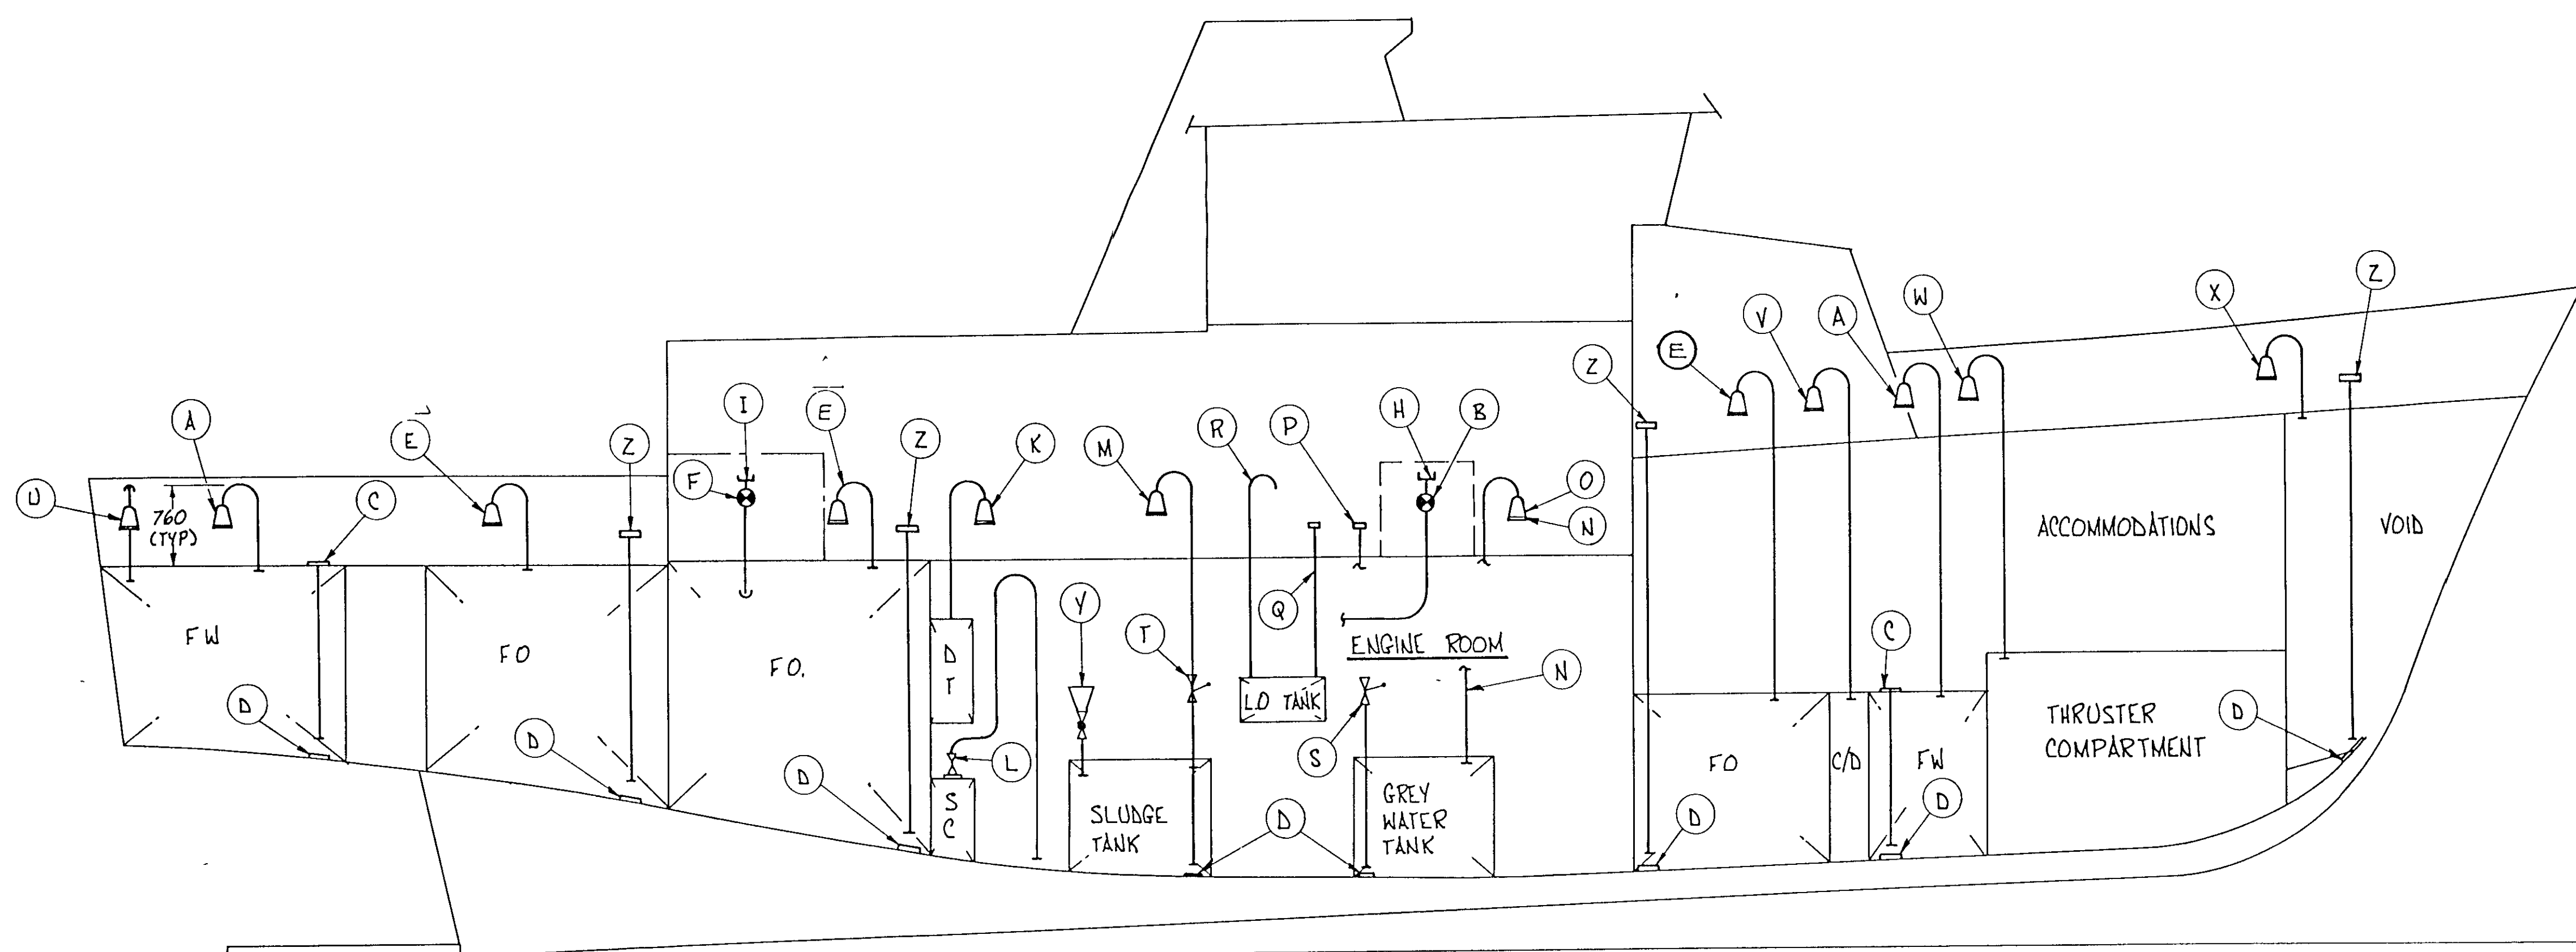 Z
X
W
A
V
E
Z
I
E
H
B
P
R
A
E
Z
Z
K
M
F
O
N
U
760
(TYP)
C
ACCOMMODATIONS
VOID
Y
Q
T
ENGINE ROOM
C
N
FW
FO
FO.
D
T
LO TANK
D
D
D
L
S
THRUSTER
COMPARTMENT
D
FO
C/D
FW
D
D
S
C
SLUDGE
TANK
D
GREY
WATER
TANK